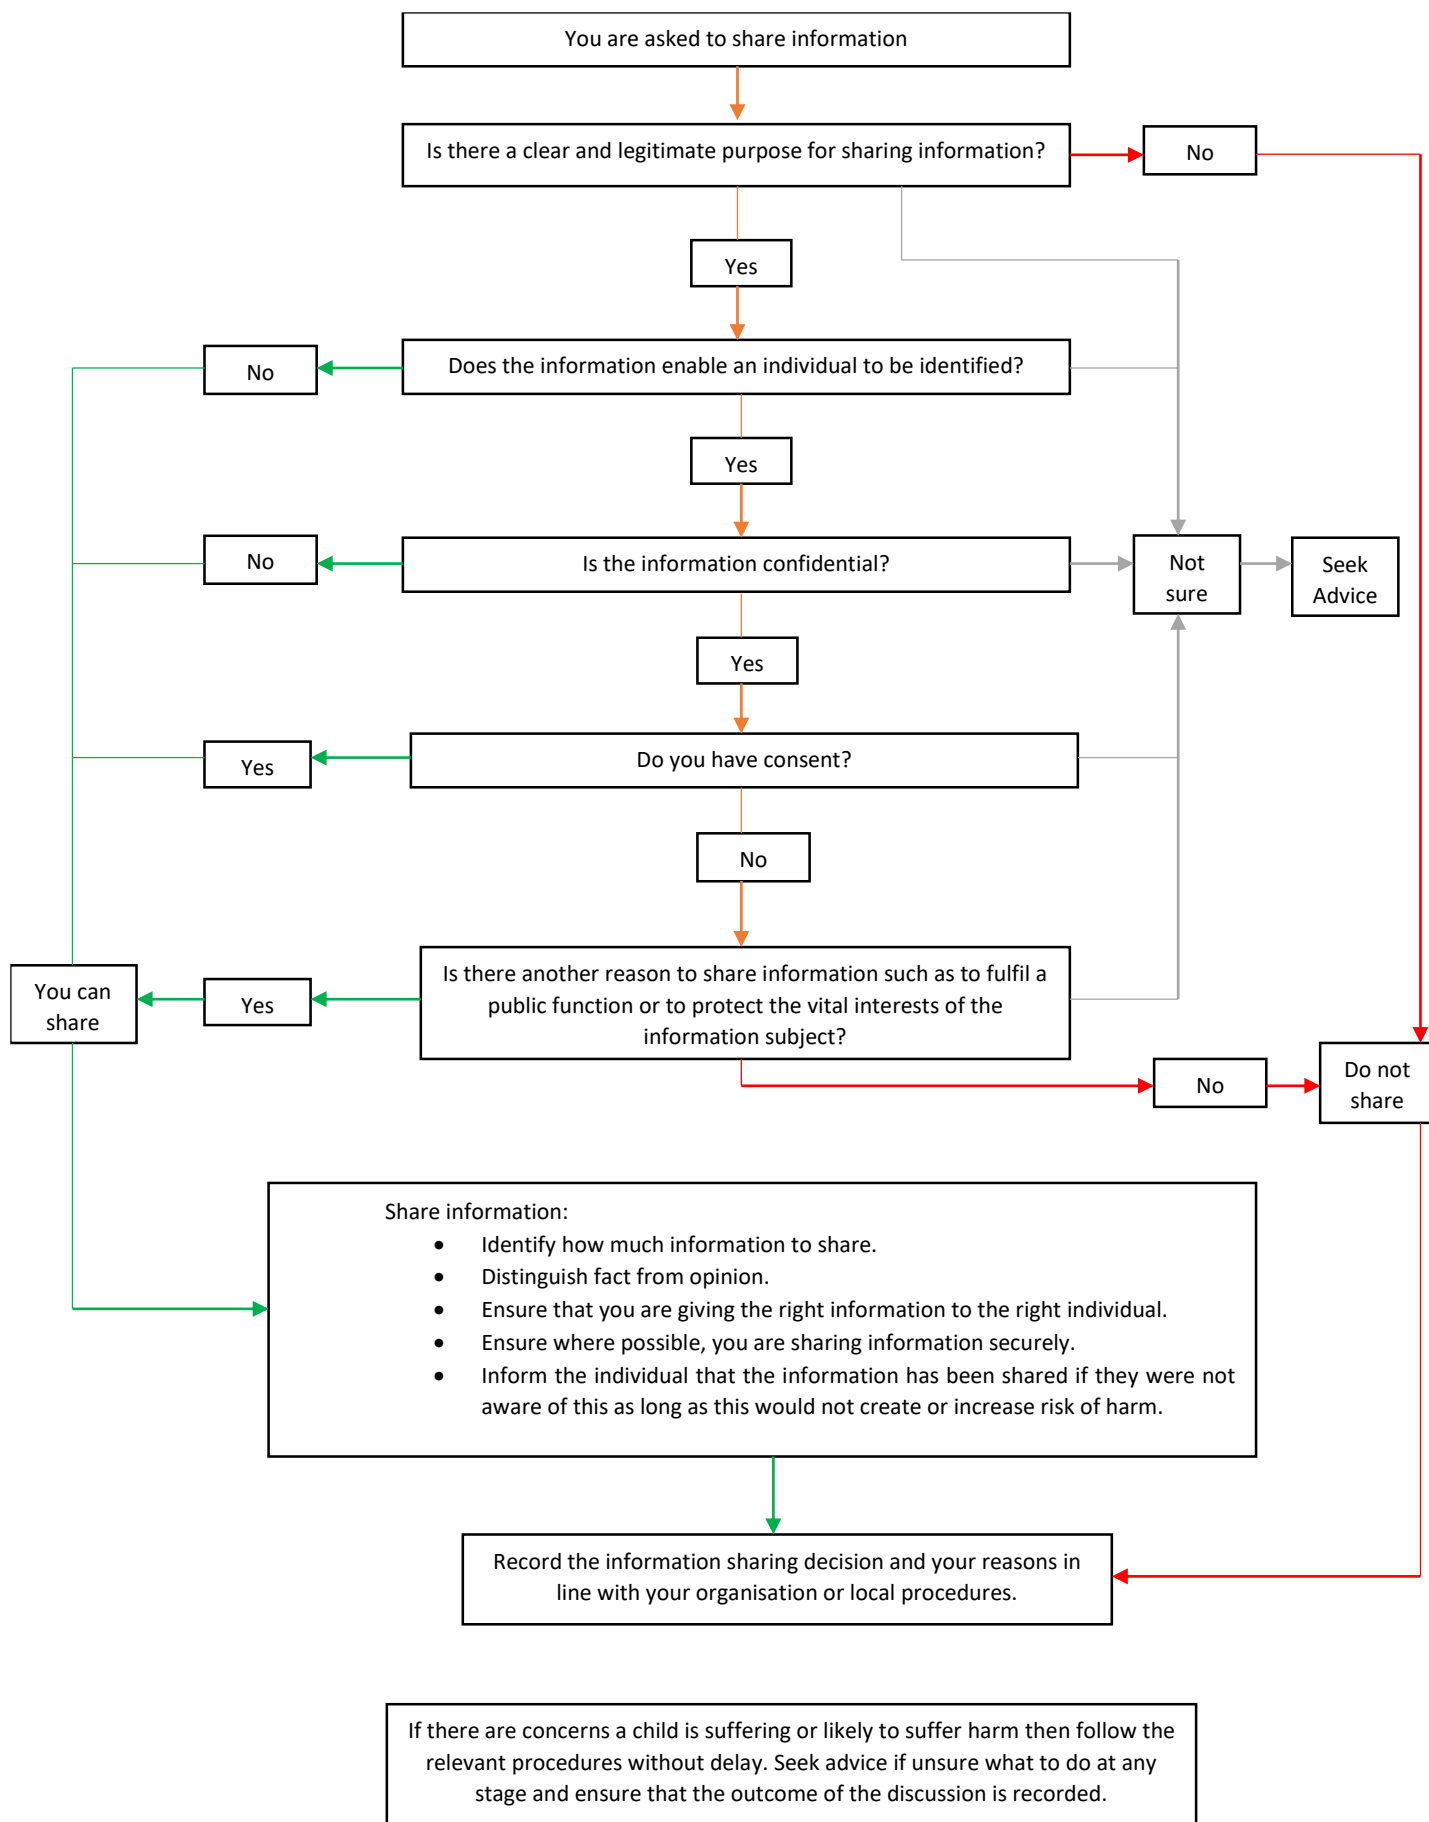 You are asked to share information
Is there a clear and legitimate purpose for sharing information?
No
Yes
Does the information enable an individual to be identified?
No
Yes
Is the information confidential?
No
Not
sure
Seek
Advice
Yes
Do you have consent?
Yes
No
Is there another reason to share information such as to fulfil a
public function or to protect the vital interests of the
information subject?
Yes
You can
share
No
Do not
share
Share information:
• Identify how much information to share.
• Distinguish fact from opinion.
• Ensure that you are giving the right information to the right individual.
• Ensure where possible, you are sharing information securely.
• Inform the individual that the information has been shared if they were not
aware of this as long as this would not create or increase risk of harm.
Record the information sharing decision and your reasons in
line with your organisation or local procedures.
If there are concerns a child is suffering or likely to suffer harm then follow the
relevant procedures without delay. Seek advice if unsure what to do at any
stage and ensure that the outcome of the discussion is recorded.